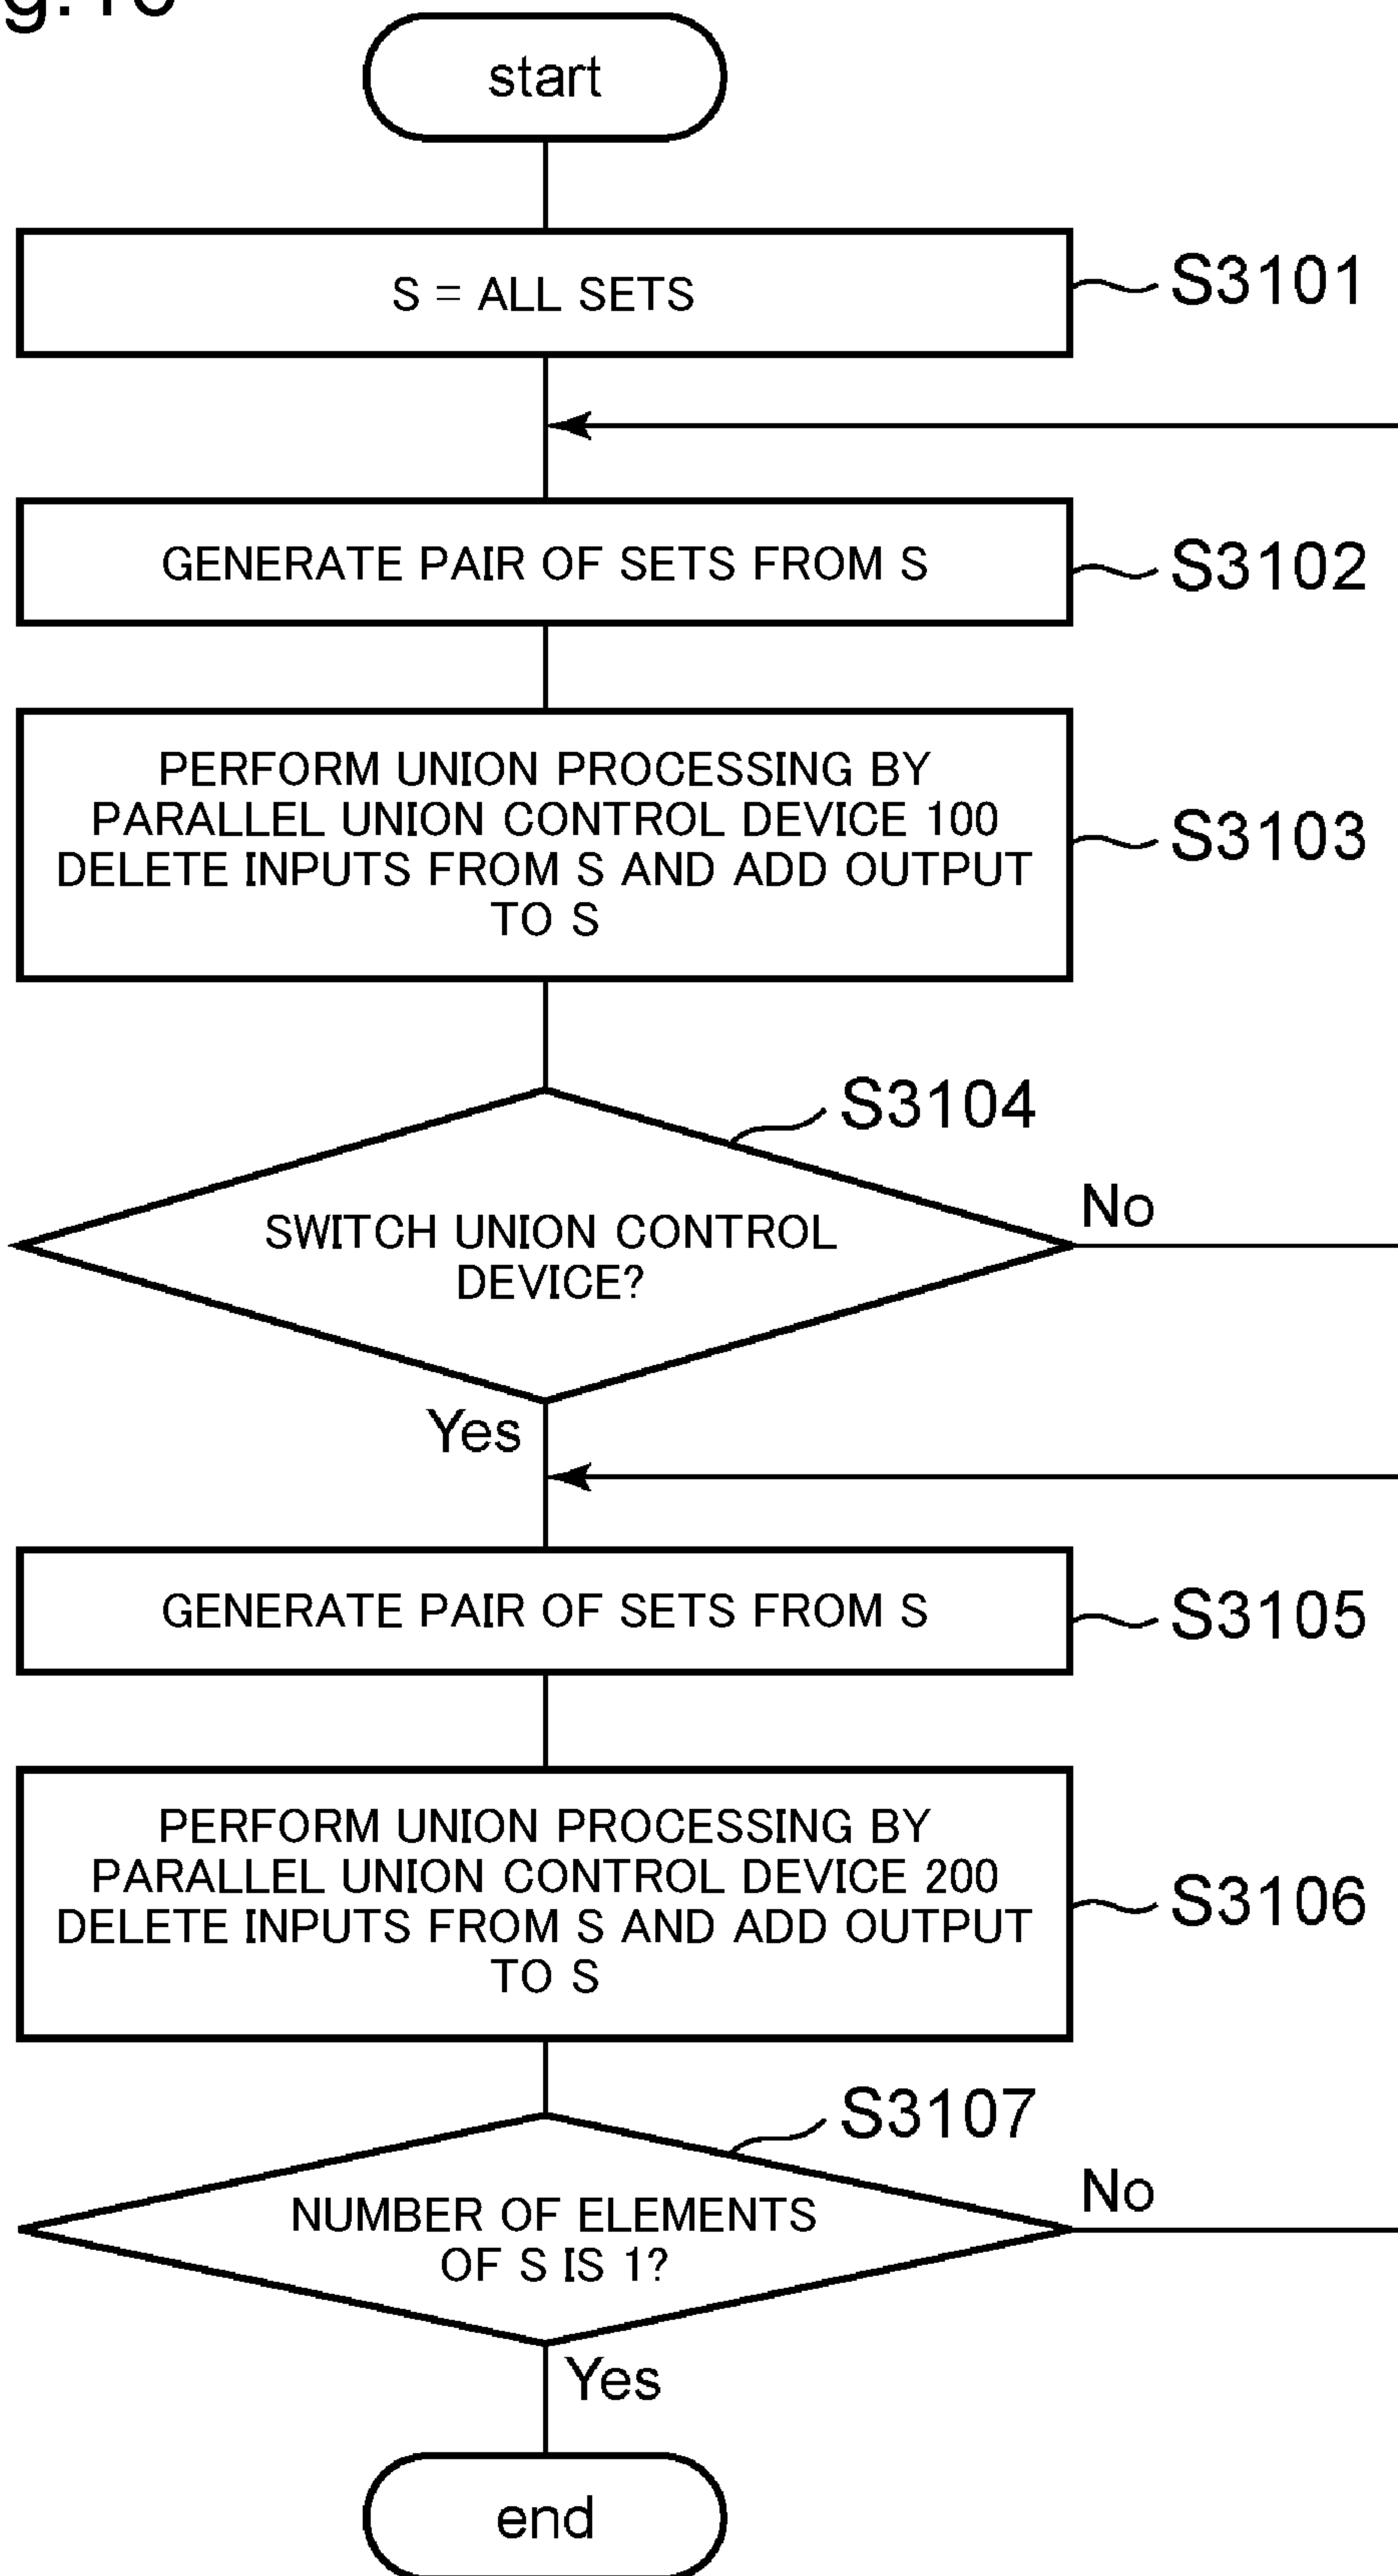 start
S = ALL SETS
S3101
GENERATE PAIR OF SETS FROM S
S3102
PERFORM UNION PROCESSING BY
PARALLEL UNION CONTROL DEVICE 100
DELETE INPUTS FROM S AND ADD OUTPUT
TO S
S3103
S3104
SWITCH UNION CONTROL
DEVICE?
No
Yes
GENERATE PAIR OF SETS FROM S
S3105
PERFORM UNION PROCESSING BY
PARALLEL UNION CONTROL DEVICE 200
DELETE INPUTS FROM S AND ADD OUTPUT
TO S
S3106
S3107
NUMBER OF ELEMENTS
OF S IS 1?
No
Yes
end